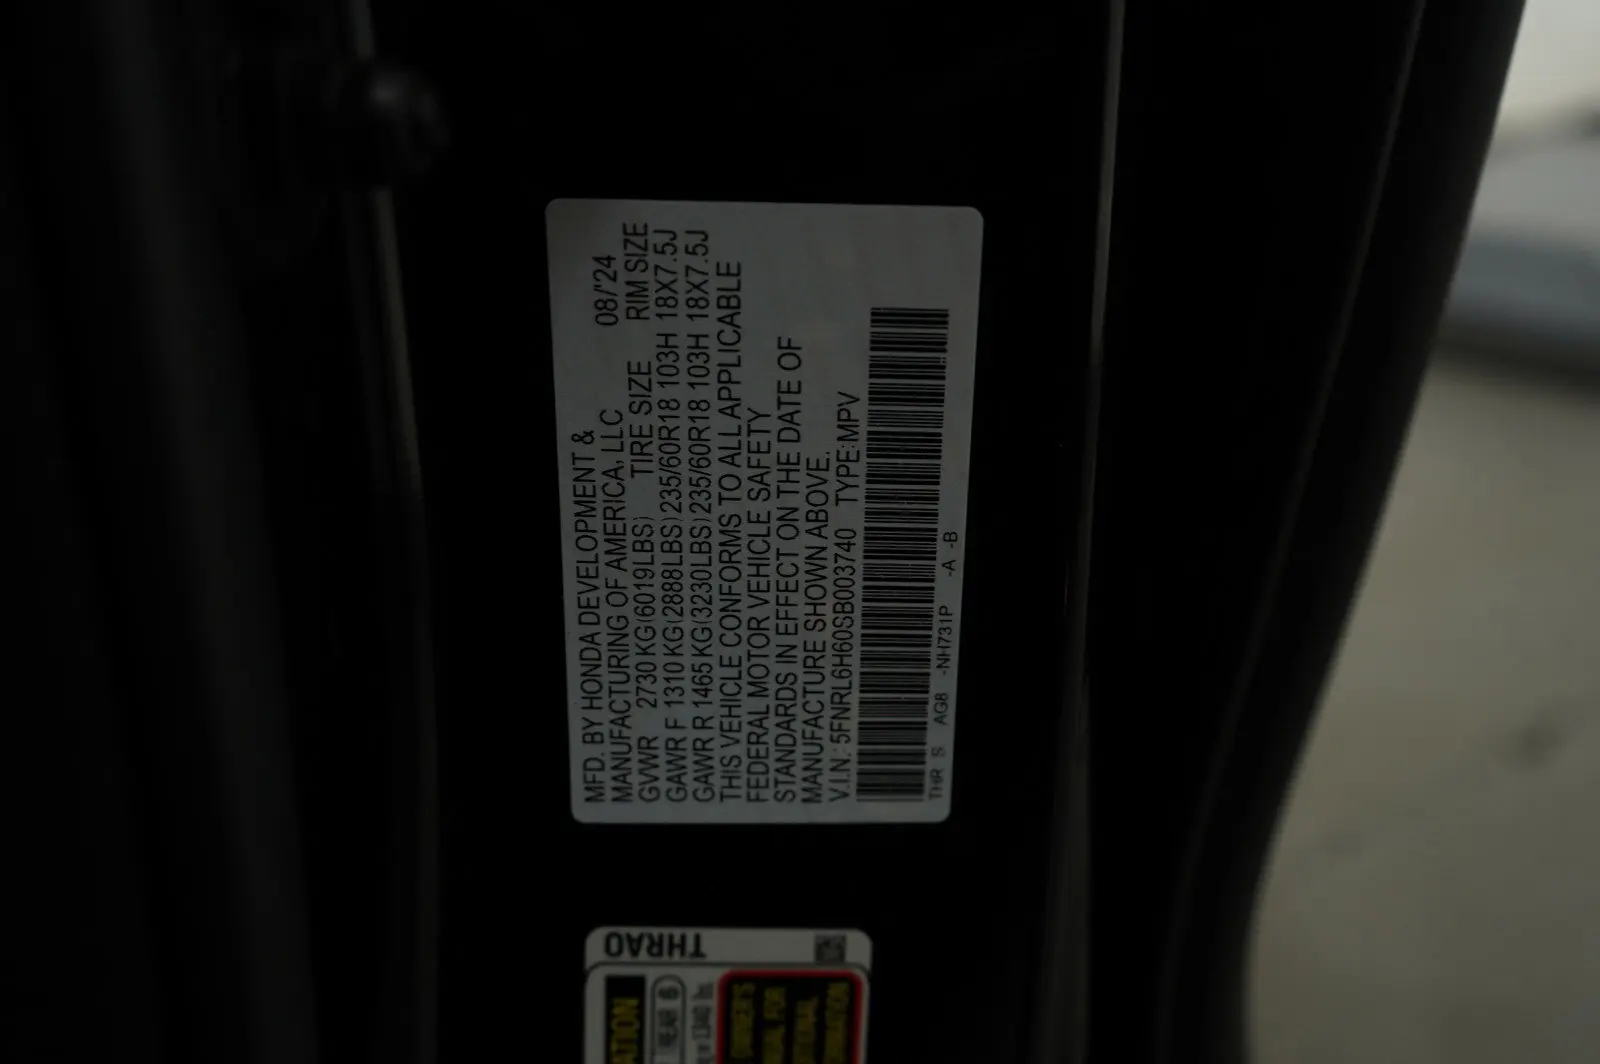 MFD. BY HONDA DEVELOPMENT &
MANUFACTURING OF AMERICA, LLC 08/'24
GVWR 2730 KG(6019LBS) TIRE SIZE RIM SIZE
GAWR F 1310 KG(2888LBS) 235/60R18 103H 18X7.5J
GAWR R 1465 KG(3230LBS) 235/60R18 103H 18X7.5J
THIS VEHICLE CONFORMS TO ALL APPLICABLE
FEDERAL MOTOR VEHICLE SAFETY
STANDARDS IN EFFECT ON THE DATE OF
MANUFACTURE SHOWN ABOVE.
V.I.N.: 5FNRL6H60SB003740 TYPE:MPV
THR S AG8 -NH731P -A -B
THRA0
REAR 6